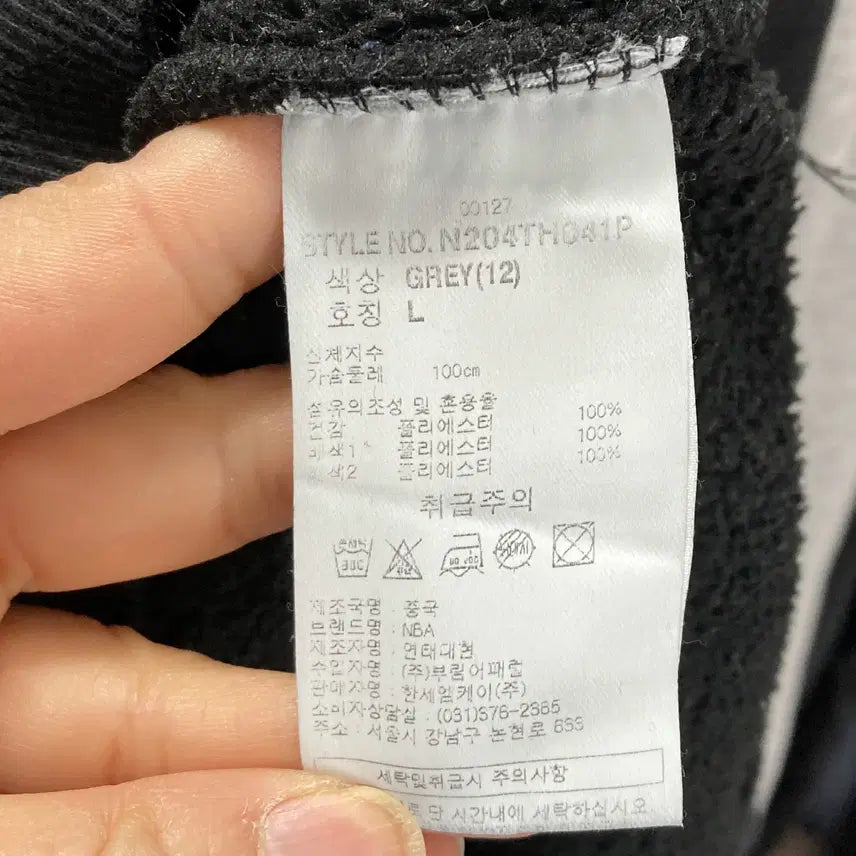 00127
STYLE NO. N204TH641P
색상 GREY(12)
호칭 L
신체지수
가슴둘레 100cm
섬유의조성 및 혼용율
겉감 폴리에스터 100%
배색1 폴리에스터 100%
배색2 폴리에스터 100%
취급주의
제조국명 : 중국
브랜드명 : NBA
제조자명 : 연태대현
수입자명 : (주)부림어패럴
판매자명 : 한세엠케이(주)
소비자상담실 : (031)376-2385
주소 : 서울시 강남구 논현로 633
세탁및취급시 주의사항
단 시간내에 세탁하십시오.